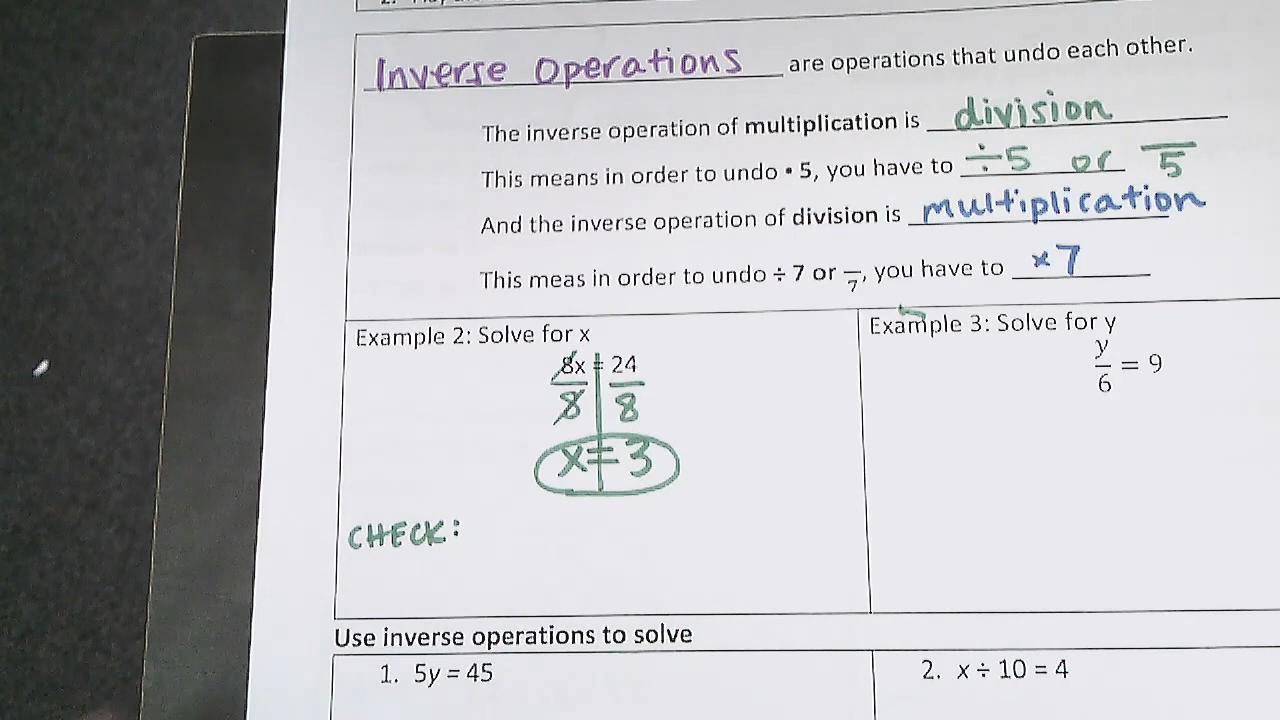 Inverse Operations are operations that undo each other.
The inverse operation of multiplication is division
This means in order to undo • 5, you have to ÷5 or —/5
And the inverse operation of division is multiplication
This meas in order to undo ÷ 7 or —/7, you have to ×7
Example 2: Solve for x
8x = 24
8 8
x = 3
CHECK:
Example 3: Solve for y
y/6 = 9
Use inverse operations to solve
1. 5y = 45
2. x ÷ 10 = 4